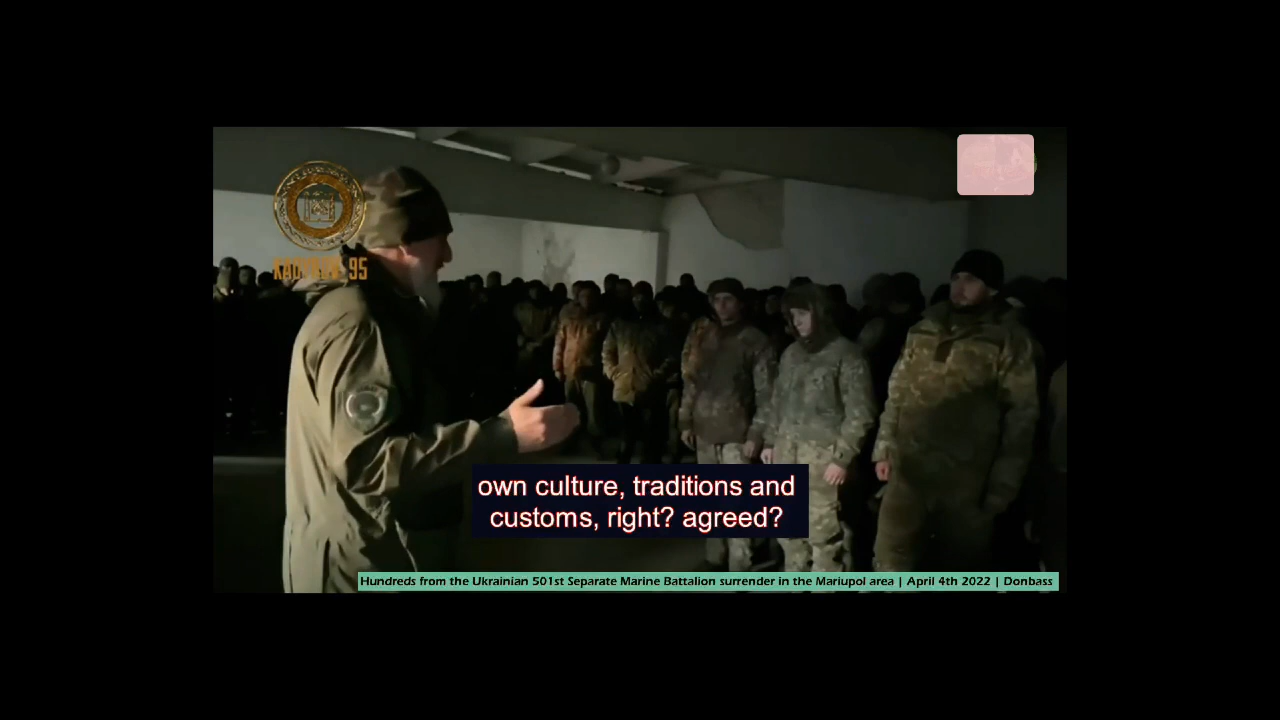 KADYROV_95
own culture, traditions and
customs, right? agreed?
Hundreds from the Ukrainian 501st Separate Marine Battalion surrender in the Mariupol area | April 4th 2022 | Donbass